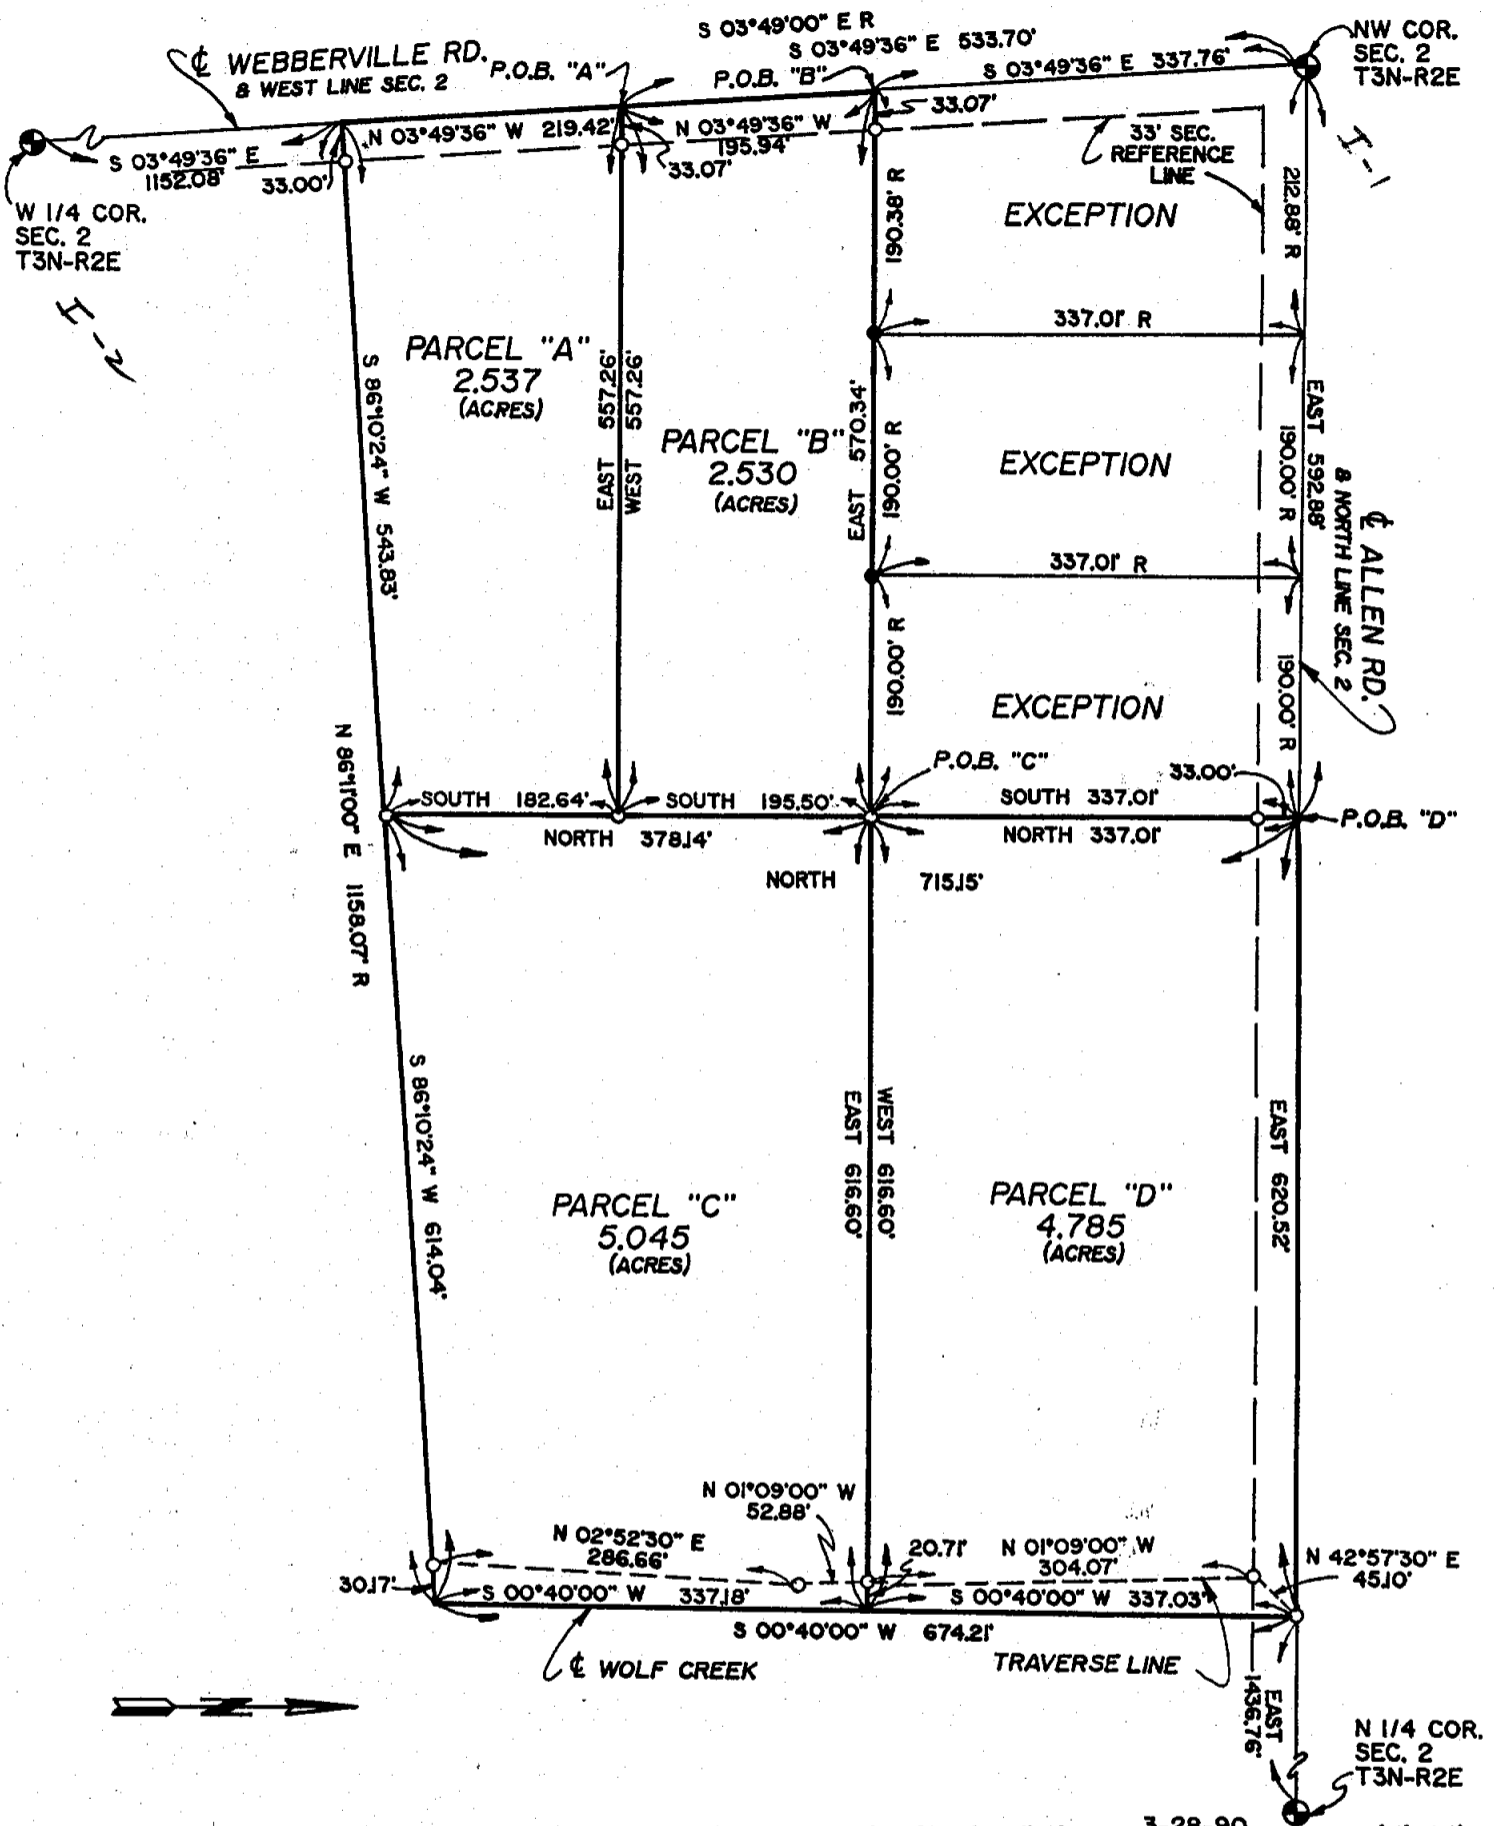 S 03°49'00" E R
S 03°49'36" E 533.70'
S 03°49'36" E 337.76'
NW COR.
SEC. 2
T3N-R2E
℄ WEBBERVILLE RD.
& WEST LINE SEC. 2
P.O.B. "A"
P.O.B. "B"
33.07'
N 03°49'36" W 219.42'
N 03°49'36" W
195.94'
33.07'
S 03°49'36" E
1152.08'
33.00'
W 1/4 COR.
SEC. 2
T3N-R2E
33' SEC.
REFERENCE
LINE
I-1
I-2
212.88' R
190.38' R
EXCEPTION
337.01' R
PARCEL "A"
2.537
(ACRES)
S 86°10'24" W 543.83'
EAST 557.26'
WEST 557.26'
PARCEL "B"
2.530
(ACRES)
EAST 570.34'
190.00' R
EXCEPTION
190.00' R
EAST 592.88'
℄ ALLEN RD.
& NORTH LINE SEC. 2
337.01' R
190.00' R
EXCEPTION
190.00' R
P.O.B. "C"
33.00'
SOUTH 182.64'
SOUTH 195.50'
SOUTH 337.01'
P.O.B. "D"
NORTH 378.14'
NORTH 337.01'
NORTH 715.15'
N 86°11'00" E 1158.07' R
S 86°10'24" W 614.04'
EAST 616.60'
WEST 616.60'
EAST 620.52'
PARCEL "C"
5.045
(ACRES)
PARCEL "D"
4.785
(ACRES)
N 01°09'00" W
52.88'
N 02°52'30" E
286.66'
20.71'
N 01°09'00" W
304.07'
N 42°57'30" E
45.10'
30.17'
S 00°40'00" W 337.18'
S 00°40'00" W 337.03'
S 00°40'00" W 674.21'
℄ WOLF CREEK
TRAVERSE LINE
EAST
1436.76'
N
N 1/4 COR.
SEC. 2
T3N-R2E
3-28-90